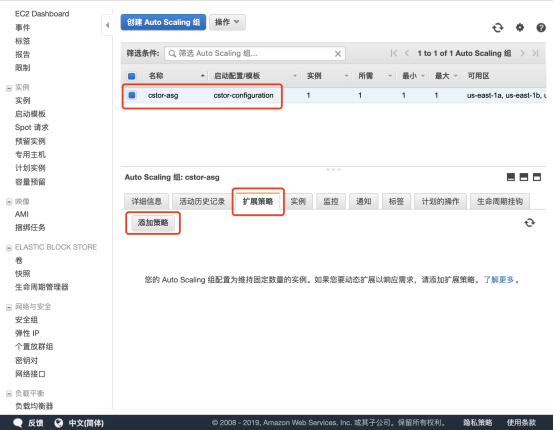 EC2 Dashboard
事件
标签
报告
限制
实例
实例
启动模板
Spot 请求
预留实例
专用主机
计划实例
容量预留
映像
AMI
捆绑任务
ELASTIC BLOCK STORE
卷
快照
生命周期管理器
网络与安全
安全组
弹性 IP
个置放群组
密钥对
网络接口
负载平衡
负载均衡器
创建 Auto Scaling 组 操作
筛选条件: 筛选 Auto Scaling 组... 1 to 1 of 1 Auto Scaling 组
名称 启动配置/模板 实例 所需 最小 最大 可用区
cstor-asg cstor-configuration 1 1 1 1 us-east-1a, us-east-1b, u
Auto Scaling 组: cstor-asg
详细信息 活动历史记录 扩展策略 实例 监控 通知 标签 计划的操作 生命周期挂钩
添加策略
您的 Auto Scaling 组配置为维持固定数量的实例。如果您要动态扩展以响应需求，请添加扩展策略。了解更多。
反馈 中文(简体) © 2008 - 2019, Amazon Web Services, Inc. 或其子公司。保留所有权利。 隐私策略 使用条款